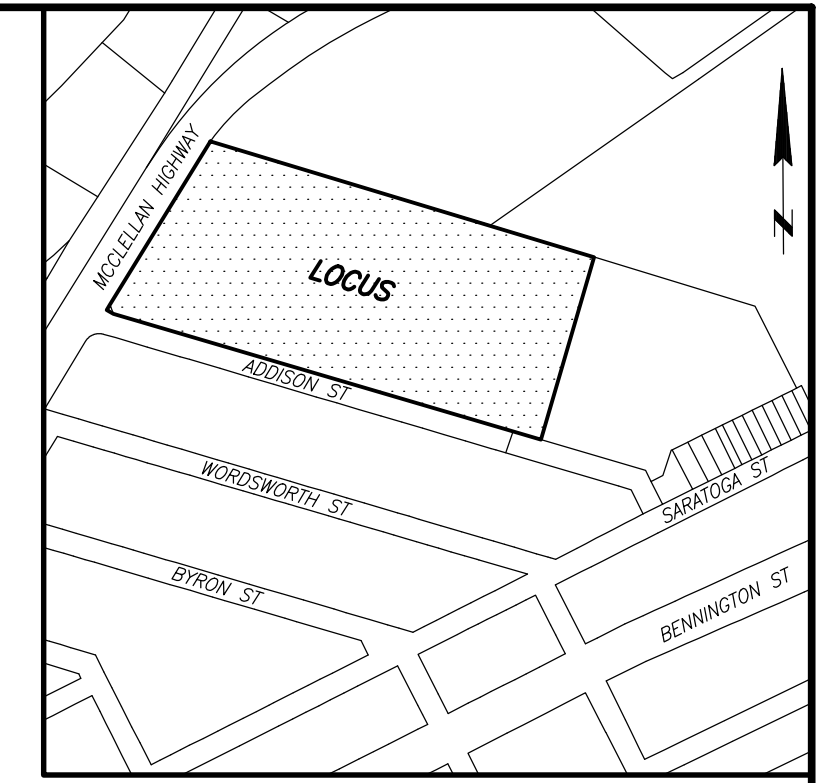 MCCLELLAN HIGHWAY
N
LOCUS
ADDISON ST
WORDSWORTH ST
SARATOGA ST
BYRON ST
BENNINGTON ST